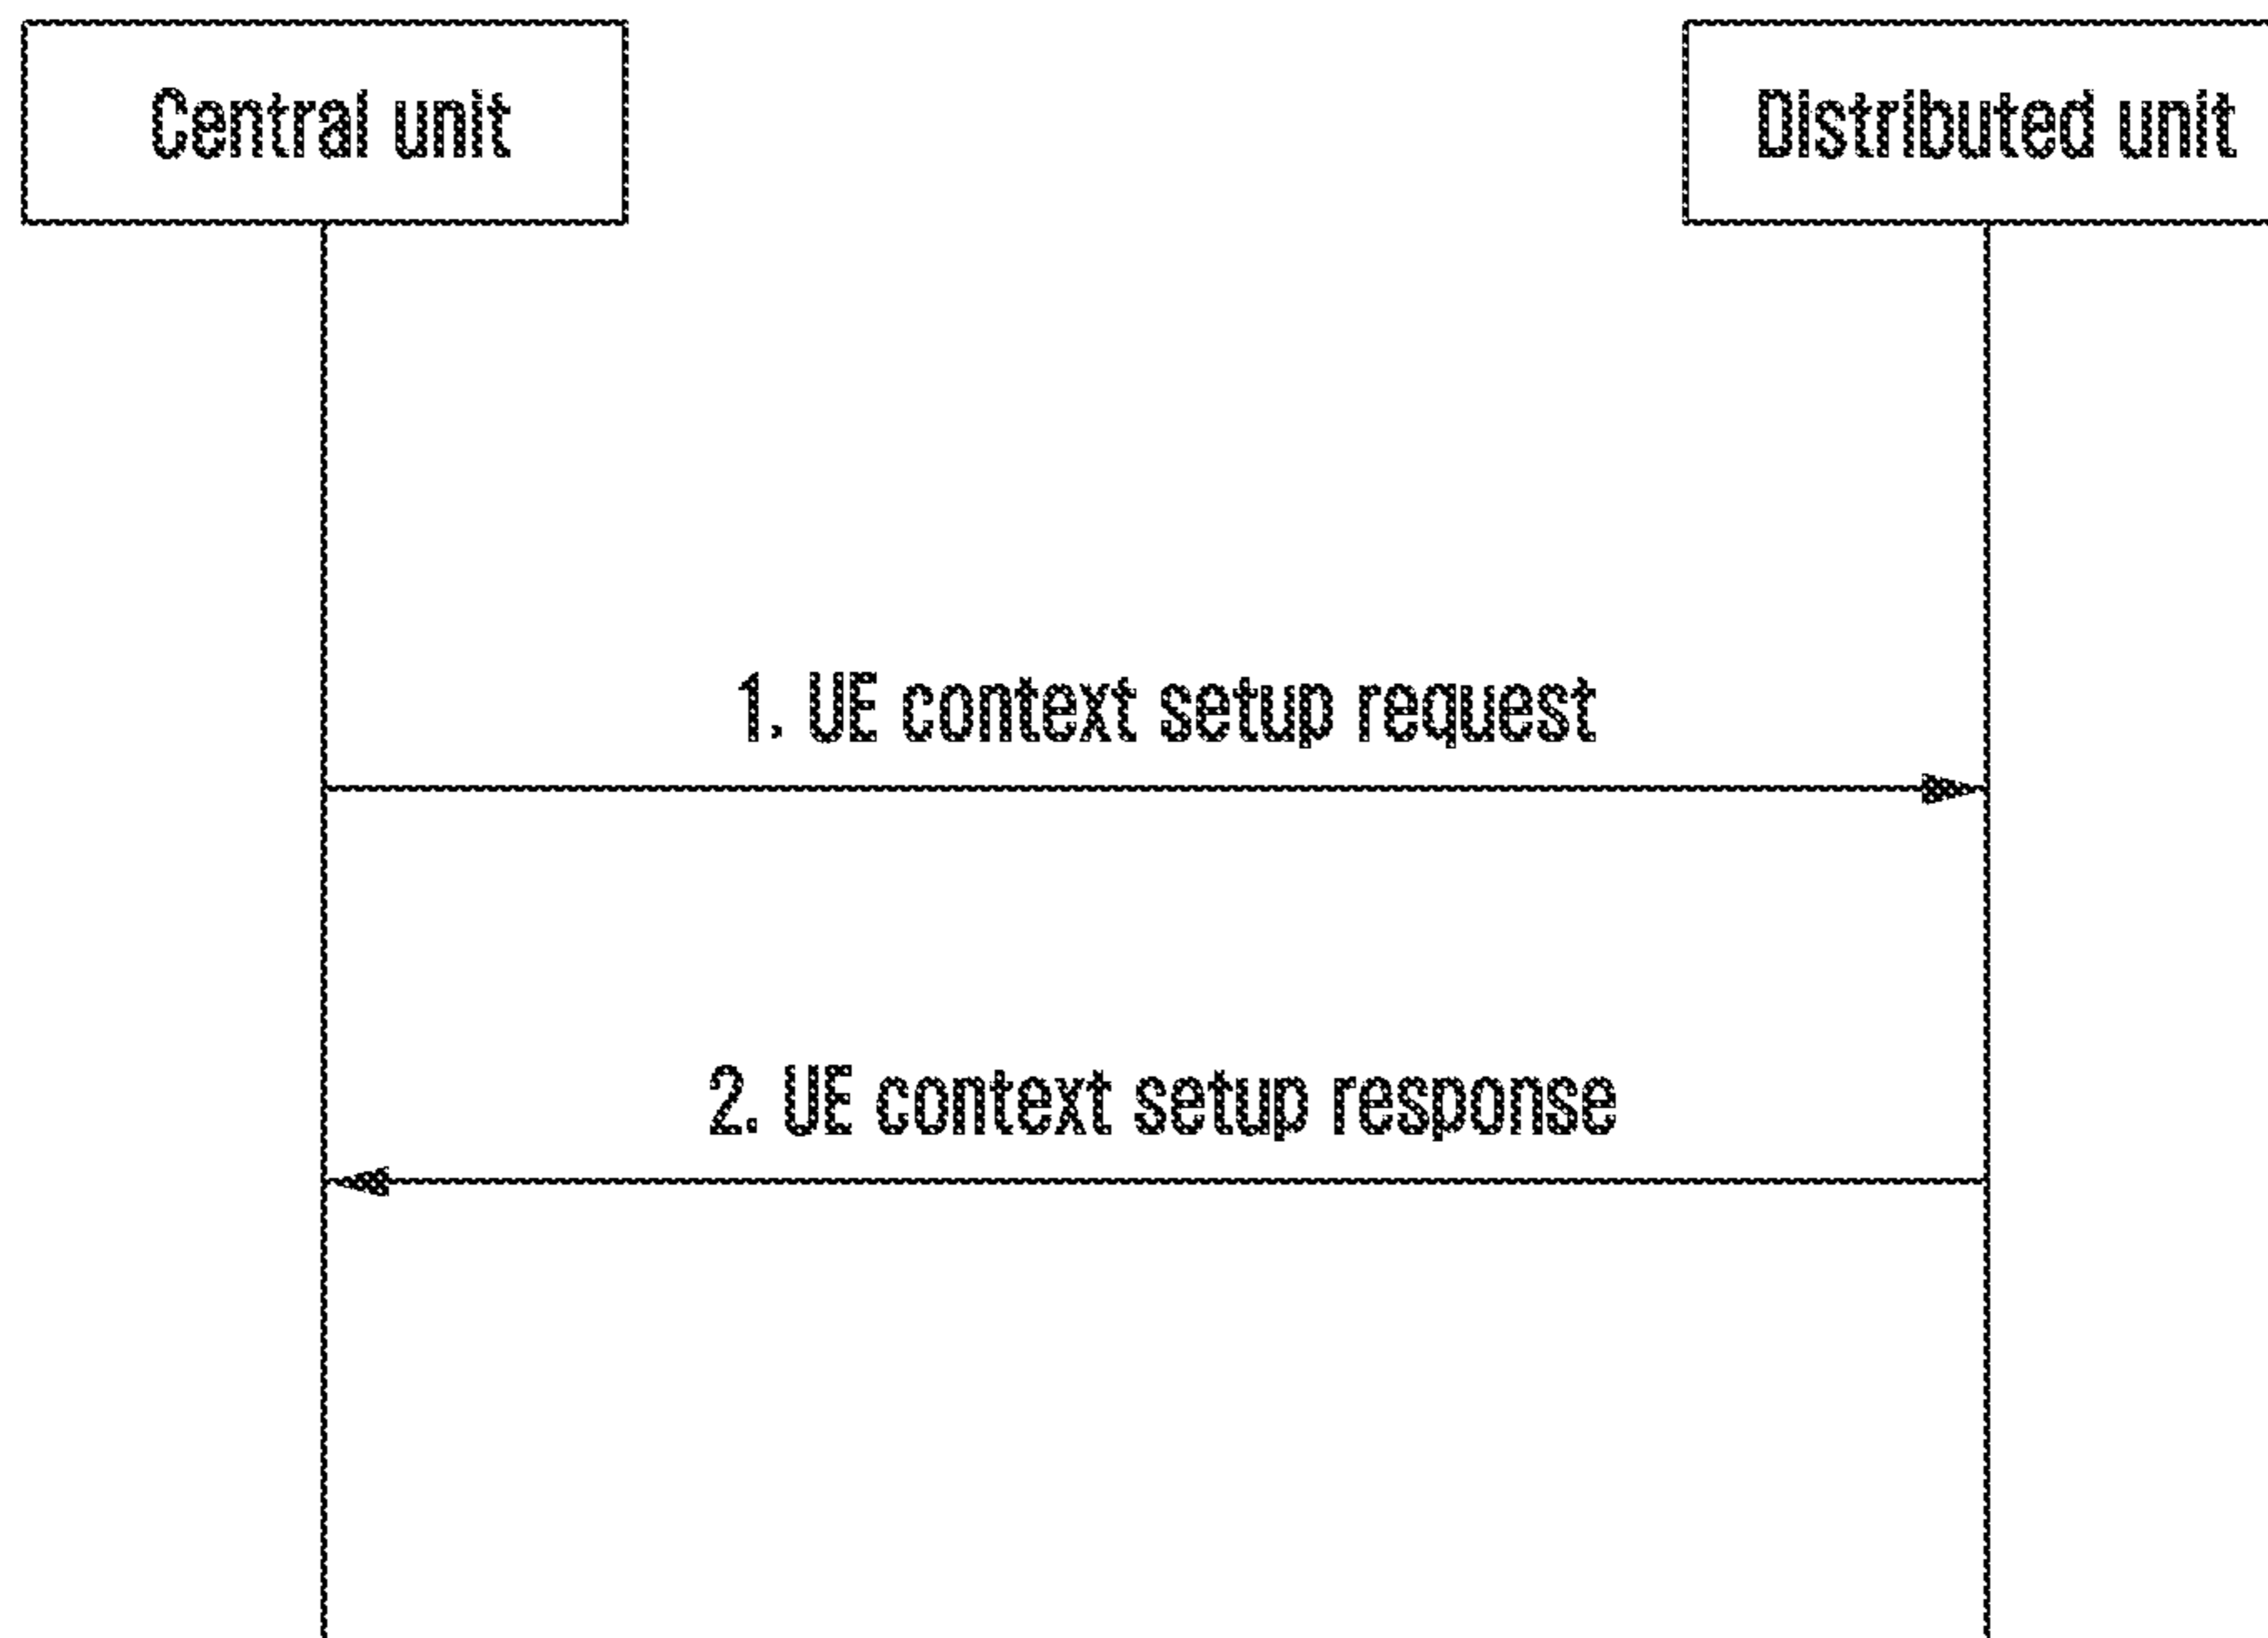 Central unit
Distributed unit
1. UE context setup request
2. UE context setup response